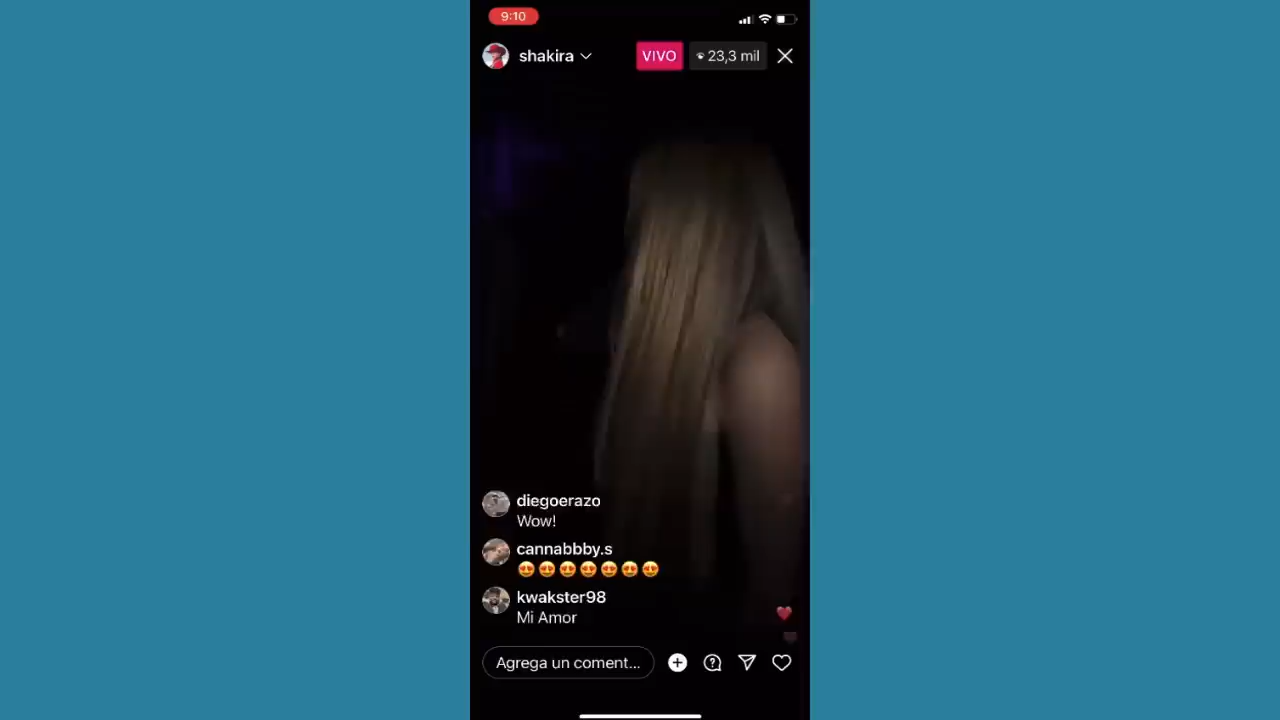 9:10
shakira
VIVO
23,3 mil
diegoerazo
Wow!
cannabbby.s
😍😍😍😍😍😍😍
kwakster98
Mi Amor
Agrega un coment...